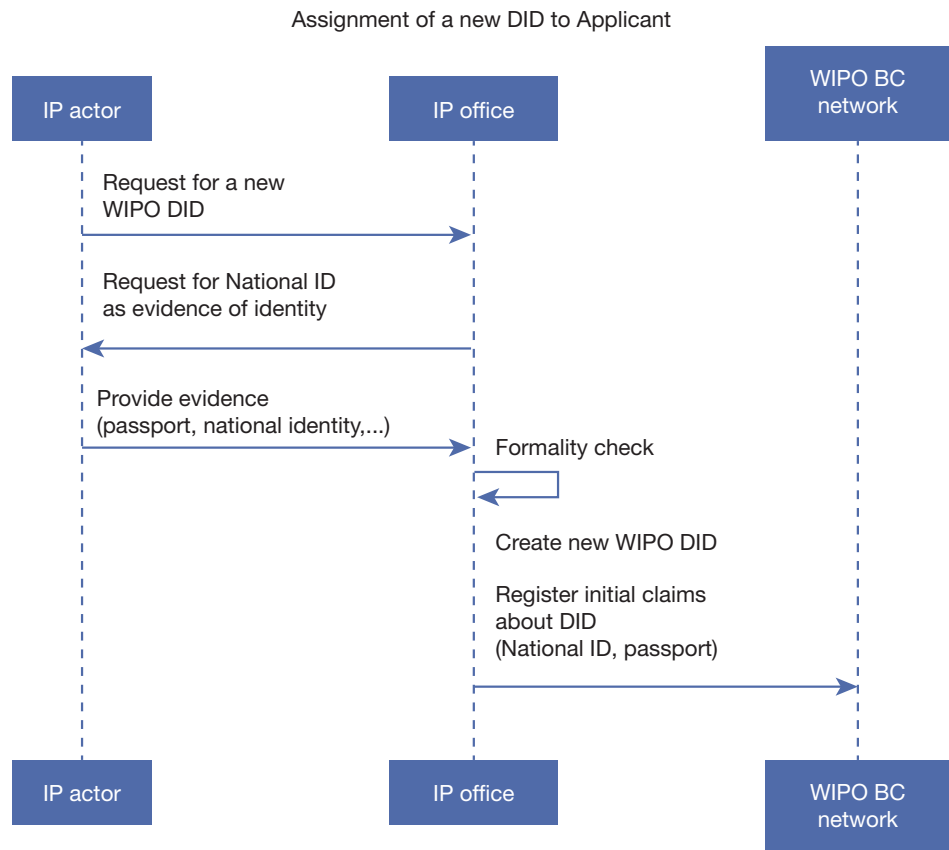 Assignment of a new DID to Applicant
IP actor
IP office
WIPO BC
network
Request for a new
WIPO DID
Request for National ID
as evidence of identity
Provide evidence
(passport, national identity,...)
Formality check
Create new WIPO DID
Register initial claims
about DID
(National ID, passport)
IP actor
IP office
WIPO BC
network